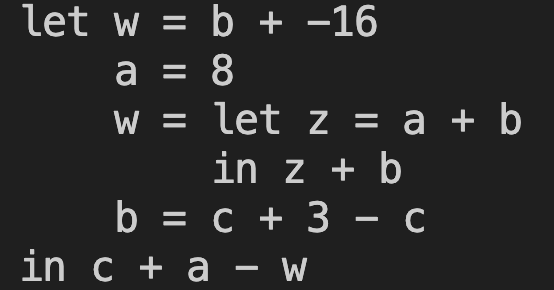 let w = b + −16
    a = 8
    w = let z = a + b
        in z + b
    b = c + 3 − c
in c + a − w